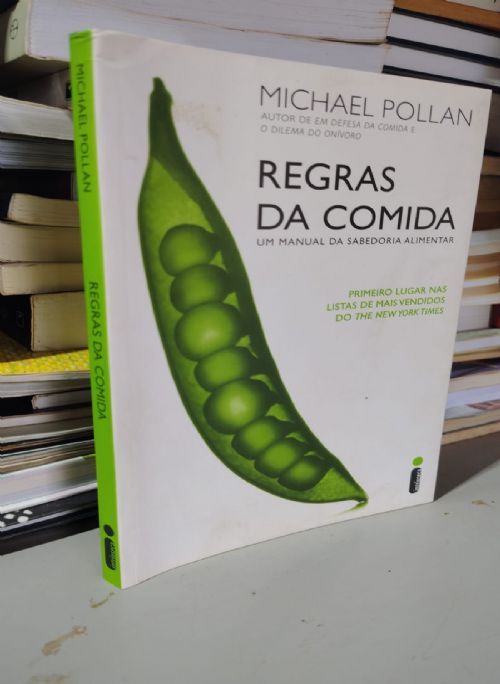 MICHAEL POLLAN
REGRAS DA COMIDA
MICHAEL POLLAN
AUTOR DE EM DEFESA DA COMIDA E
O DILEMA DO ONÍVORO
REGRAS
DA COMIDA
UM MANUAL DA SABEDORIA ALIMENTAR
PRIMEIRO LUGAR NAS
LISTAS DE MAIS VENDIDOS
DO THE NEW YORK TIMES